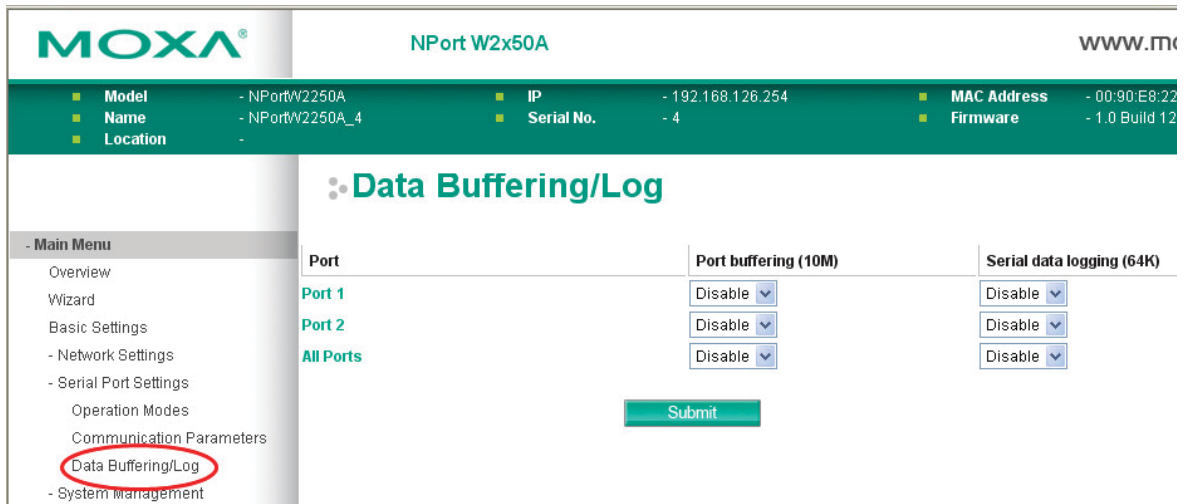 MOXA®
NPort W2x50A
www.mo
Model - NPortW2250A IP - 192.168.126.254 MAC Address - 00:90:E8:22
Name - NPortW2250A_4 Serial No. - 4 Firmware - 1.0 Build 12
Location -
Data Buffering/Log
- Main Menu
Overview
Wizard
Basic Settings
- Network Settings
- Serial Port Settings
Operation Modes
Communication Parameters
Data Buffering/Log
- System Management
Port Port buffering (10M) Serial data logging (64K)
Port 1 Disable Disable
Port 2 Disable Disable
All Ports Disable Disable
Submit